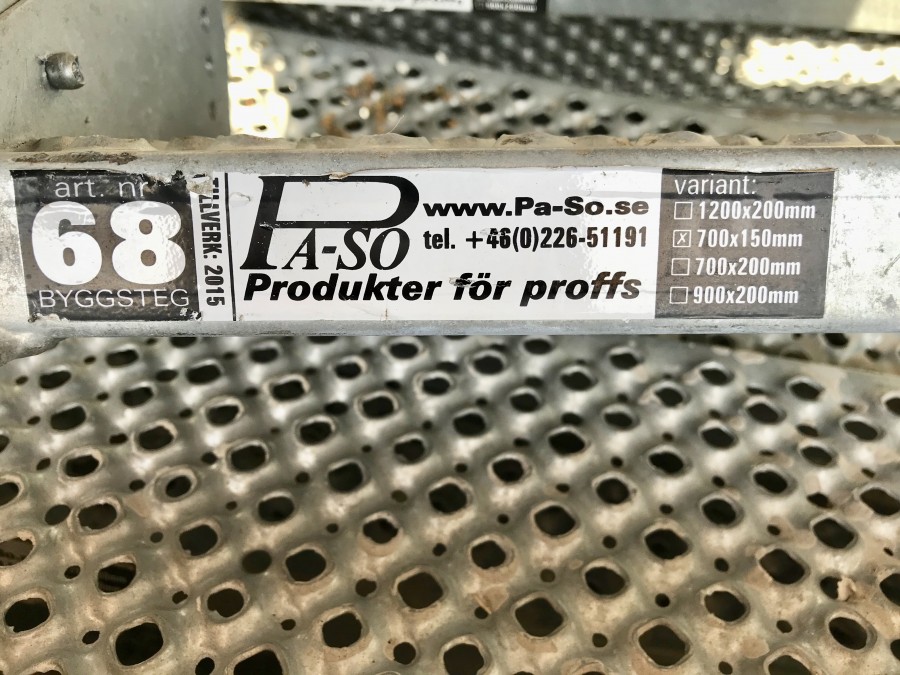 art. nr
68
BYGGSTEG
TILLVERK: 2015
PA-SO
www.Pa-So.se
tel. +46(0)226-51191
Produkter för proffs
variant:
☐ 1200x200mm
☒ 700x150mm
☐ 700x200mm
☐ 900x200mm